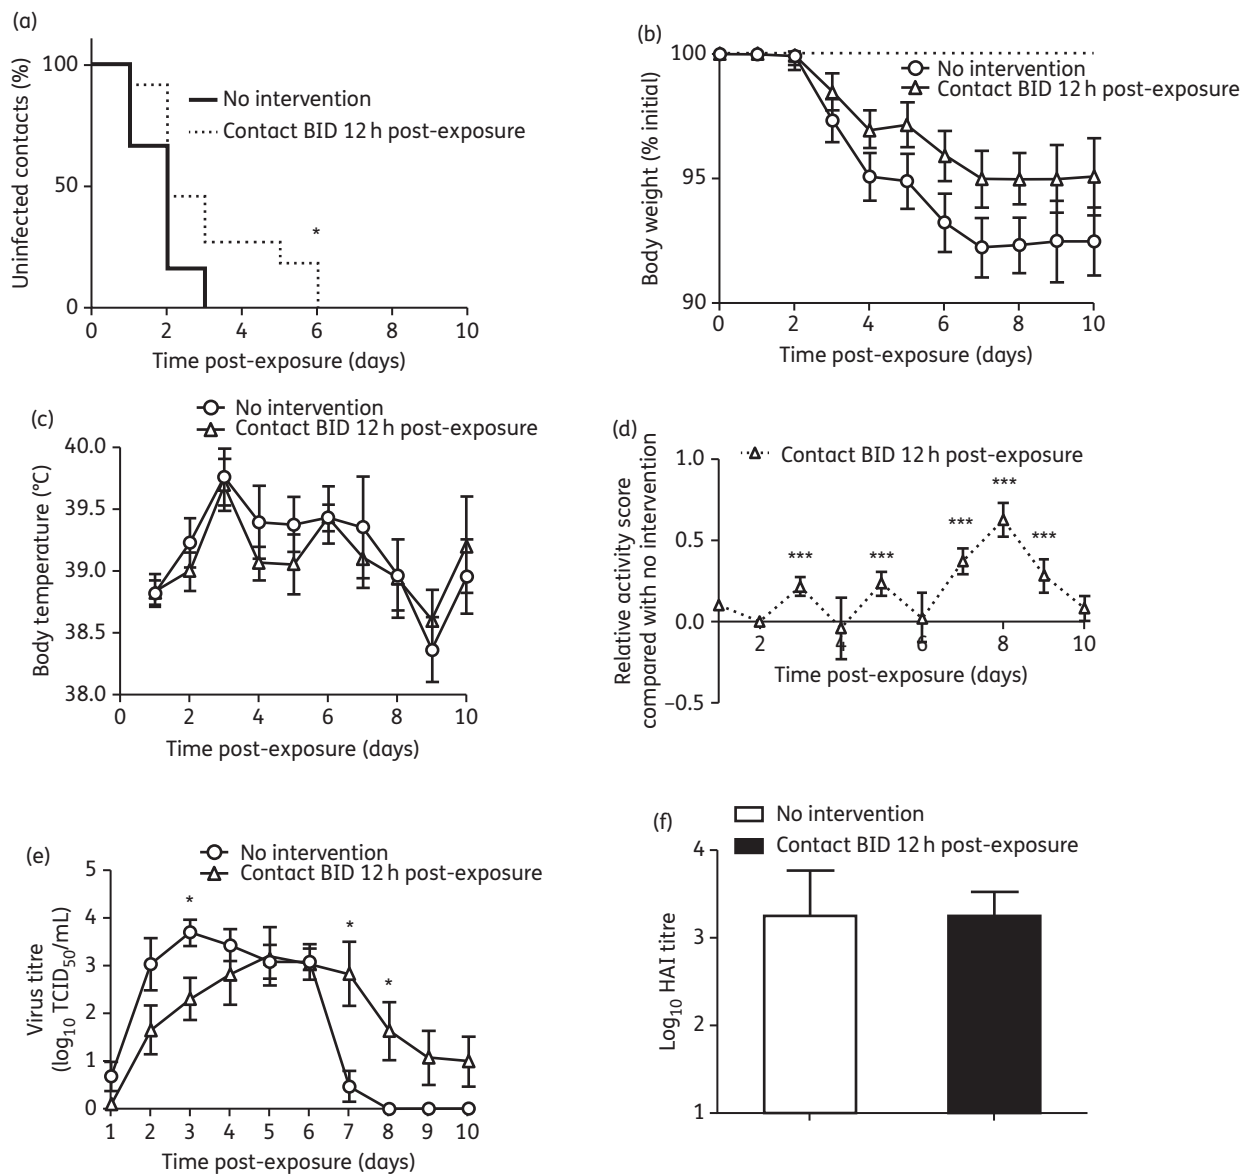 (a)
100
50
0
Uninfected contacts (%)
No intervention
Contact BID 12 h post-exposure
*
0 2 4 6 8 10
Time post-exposure (days)
(b)
100
95
90
Body weight (% initial)
No intervention
Contact BID 12 h post-exposure
0 2 4 6 8 10
Time post-exposure (days)
(c)
No intervention
Contact BID 12 h post-exposure
40.0
39.5
39.0
38.5
38.0
Body temperature (°C)
0 2 4 6 8 10
Time post-exposure (days)
(d)
Contact BID 12 h post-exposure
1.0
0.5
0.0
−0.5
Relative activity score
compared with no intervention
*** *** *** *** ***
2 4 6 8 10
Time post-exposure (days)
(e)
No intervention
Contact BID 12 h post-exposure
5
4
3
2
1
0
Virus titre
(log10 TCID50/mL)
* * *
1 2 3 4 5 6 7 8 9 10
Time post-exposure (days)
(f)
No intervention
Contact BID 12 h post-exposure
4
3
2
1
Log10 HAI titre